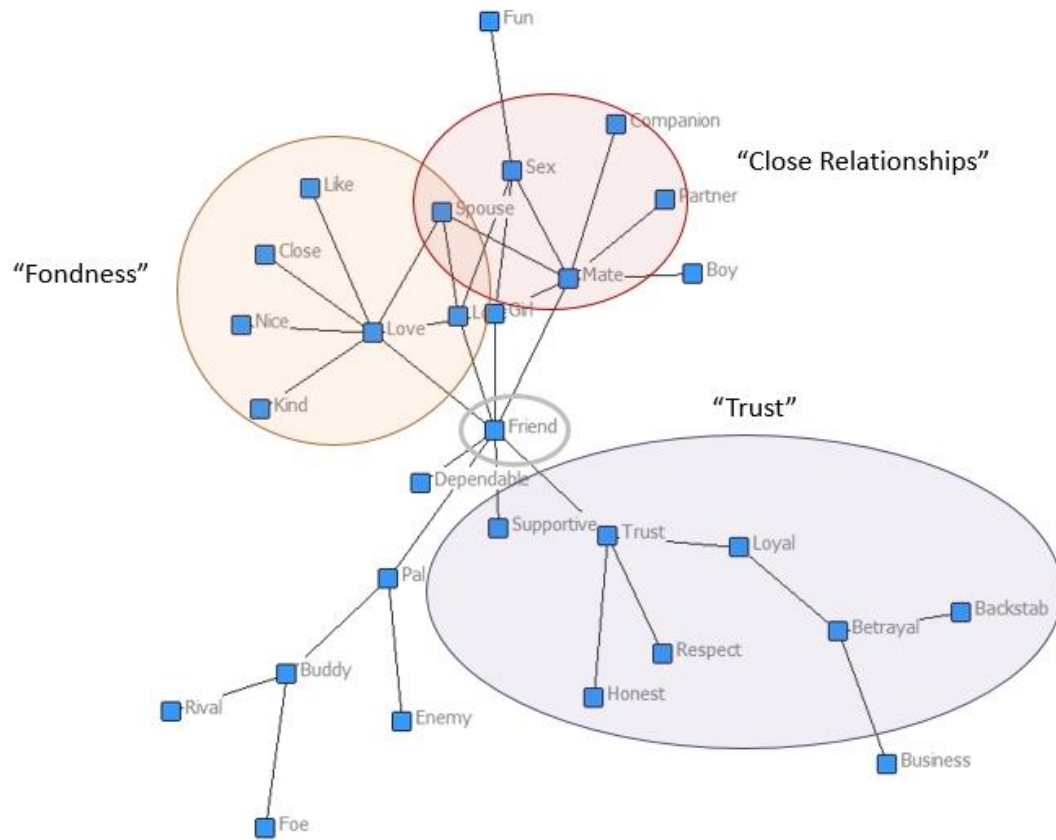 Fun
Companion
Sex
“Close Relationships”
Like
Spouse
Partner
Close
“Fondness”
Mate
Boy
Nice
Love
Girl
Kind
“Trust”
Friend
Dependable
Supportive
Trust
Loyal
Pal
Backstab
Betrayal
Respect
Buddy
Honest
Rival
Enemy
Business
Foe